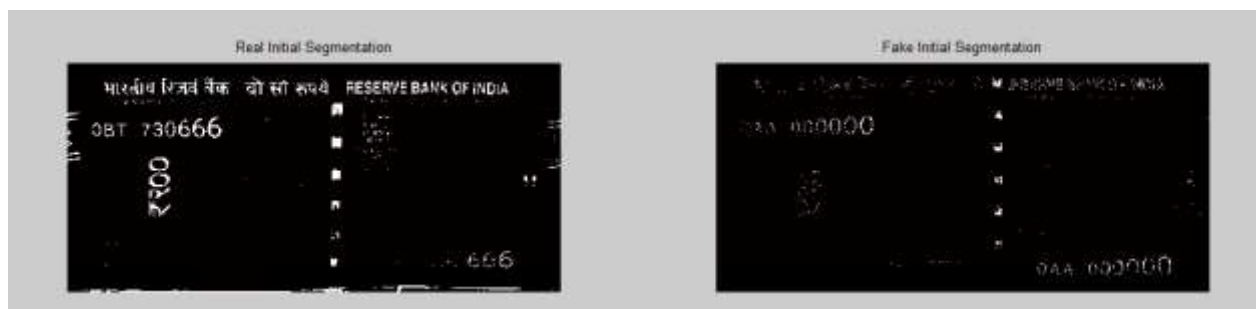 Real Initial Segmentation
भारतीय रिज़र्व बैंक दो सौ रूपये RESERVE BANK OF INDIA
0BT 730666
₹200
666
Fake Initial Segmentation
0AA 000000
0AA 000000